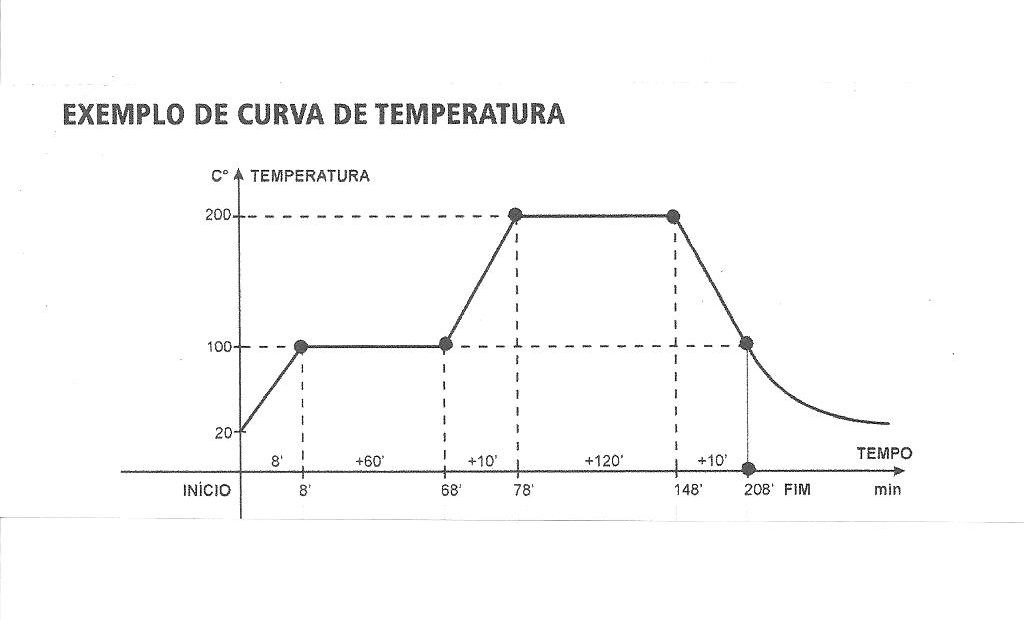 EXEMPLO DE CURVA DE TEMPERATURA
C° TEMPERATURA
200
100
20
8' +60' +10' +120' +10' TEMPO
INÍCIO 8' 68' 78' 148' 208' FIM min